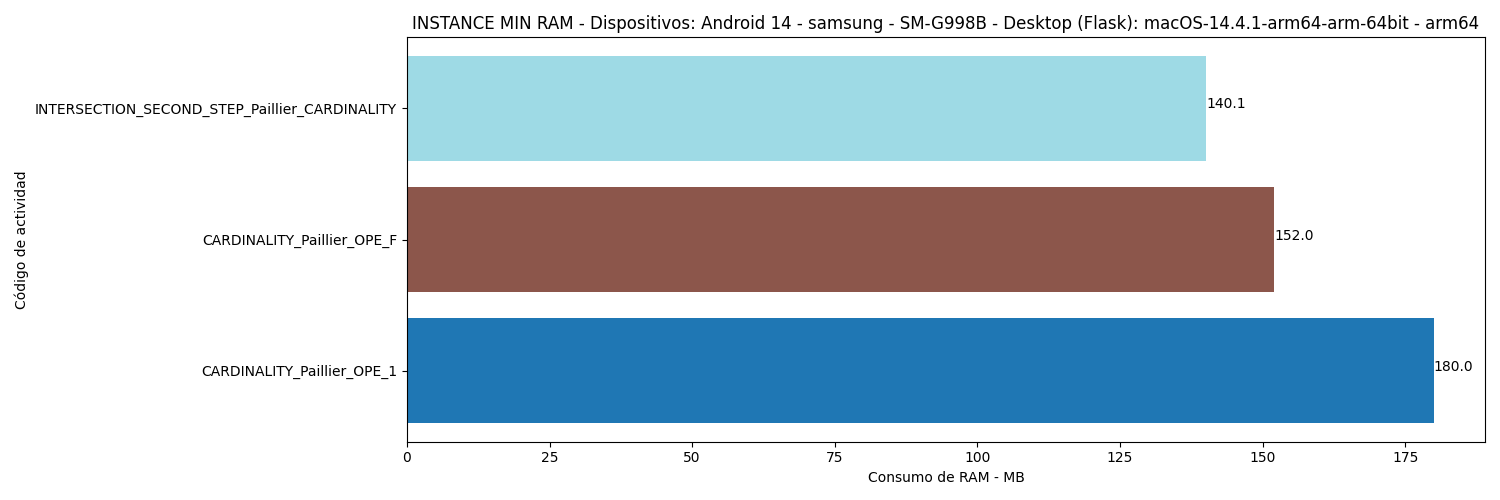 INSTANCE MIN RAM - Dispositivos: Android 14 - samsung - SM-G998B - Desktop (Flask): macOS-14.4.1-arm64-arm-64bit - arm64
Código de actividad
INTERSECTION_SECOND_STEP_Paillier_CARDINALITY
140.1
CARDINALITY_Paillier_OPE_F
152.0
CARDINALITY_Paillier_OPE_1
180.0
0 25 50 75 100 125 150 175
Consumo de RAM - MB